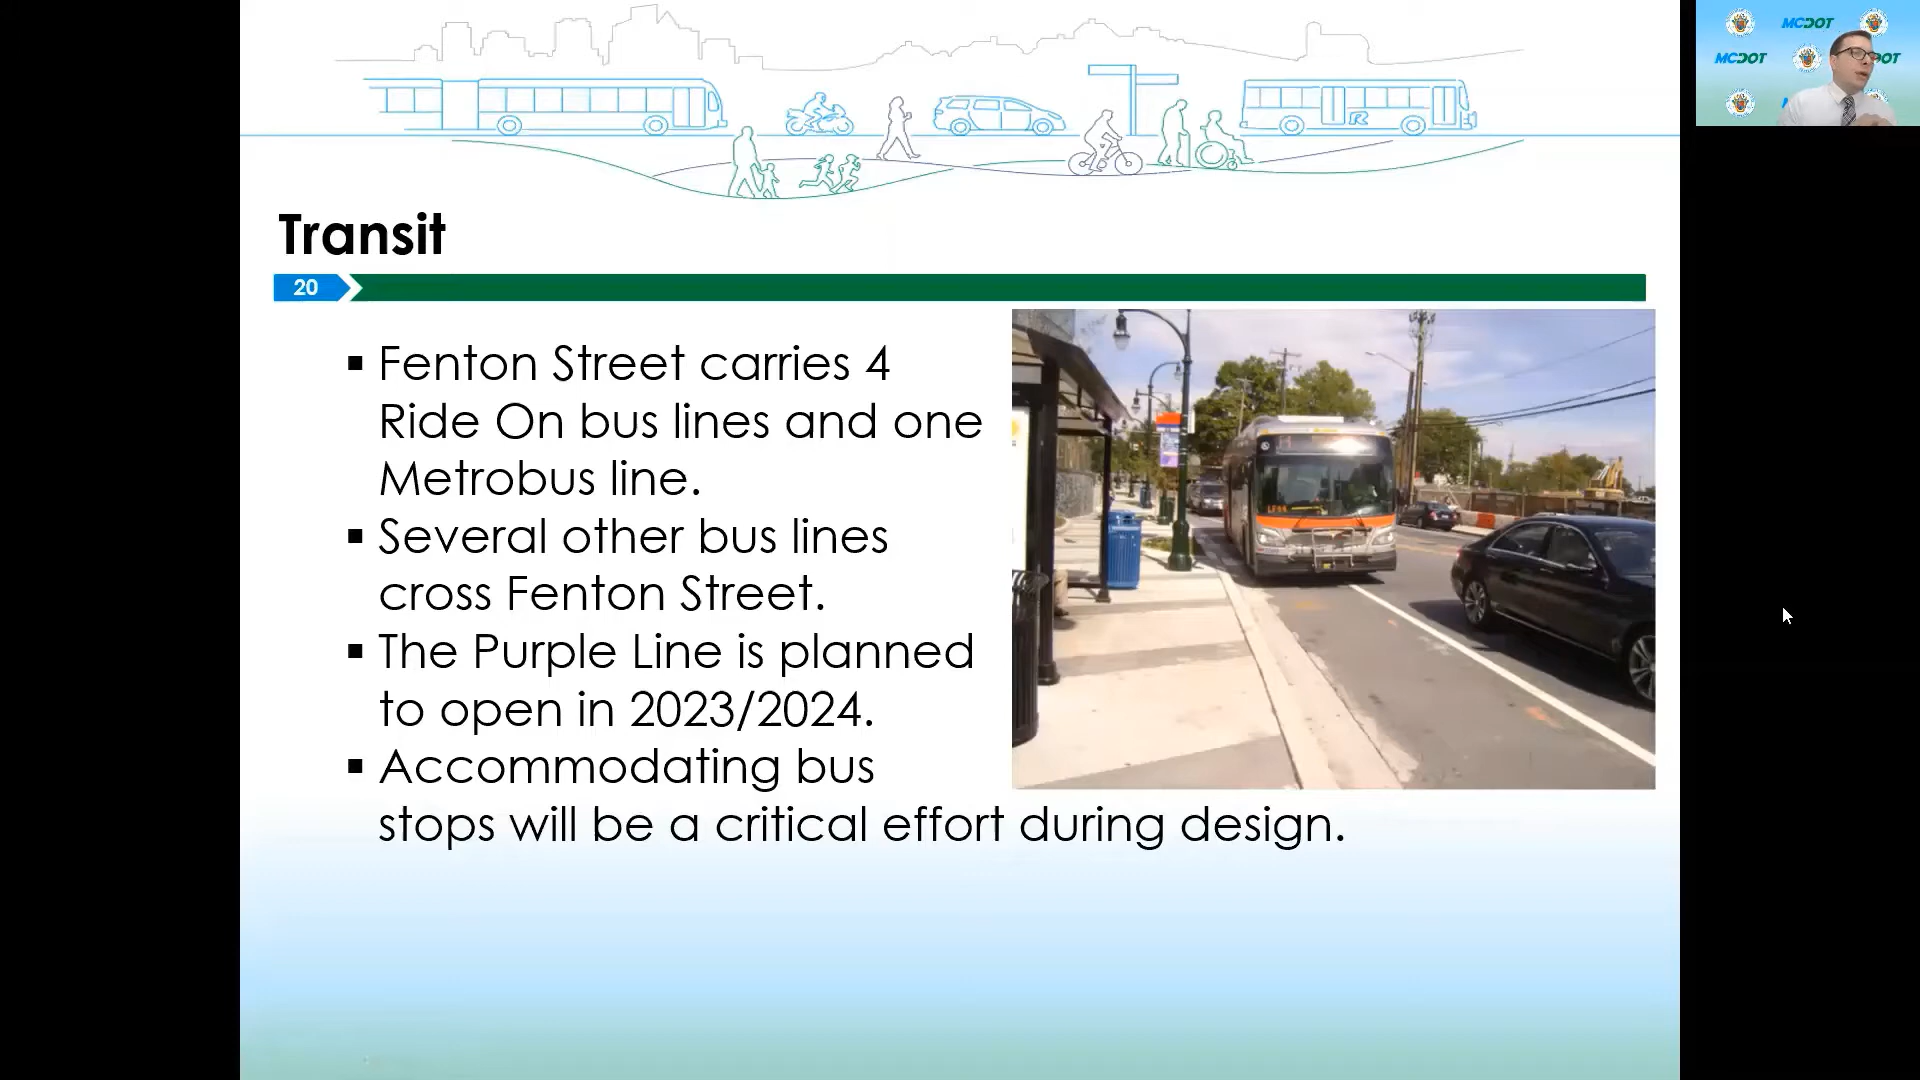 MCDOT
MCDOT
DOT
Transit
20
▪ Fenton Street carries 4
Ride On bus lines and one
Metrobus line.
▪ Several other bus lines
cross Fenton Street.
▪ The Purple Line is planned
to open in 2023/2024.
▪ Accommodating bus
stops will be a critical effort during design.
R